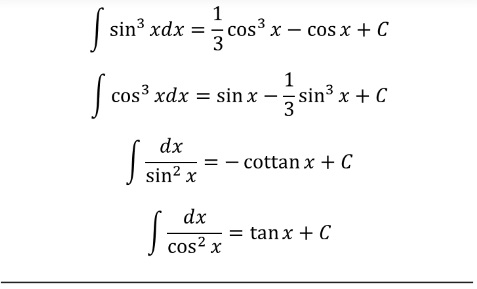 ∫ sin³ xdx = 1/3 cos³ x − cos x + C
∫ cos³ xdx = sin x − 1/3 sin³ x + C
∫ dx/sin² x = − cottan x + C
∫ dx/cos² x = tan x + C